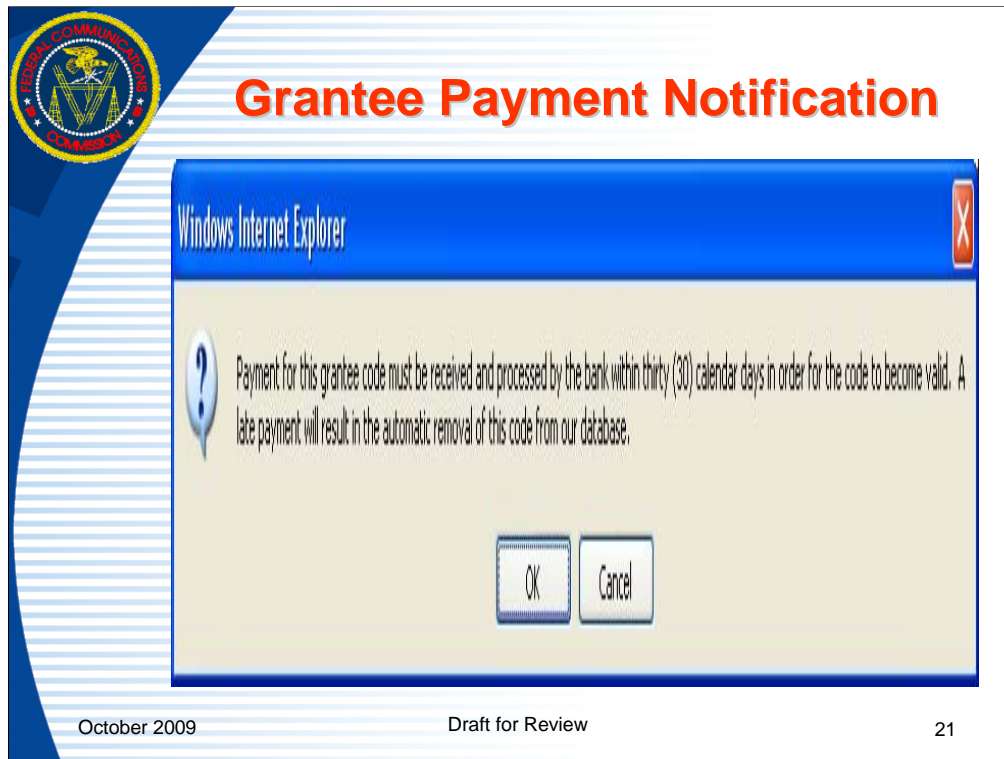 FEDERAL COMMUNICATIONS COMMISSION
Grantee Payment Notification
Windows Internet Explorer
Payment for this grantee code must be received and processed by the bank within thirty (30) calendar days in order for the code to become valid. A
late payment will result in the automatic removal of this code from our database.
OK Cancel
October 2009 Draft for Review 21